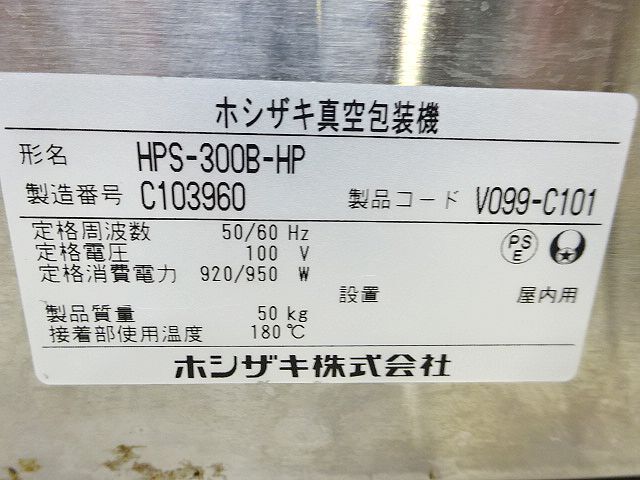 ホシザキ真空包装機
形名 HPS-300B-HP
製造番号 C103960 製品コード V099-C101
定格周波数 50/60 Hz
定格電圧 100 V
定格消費電力 920/950 W
PS
E
設置 屋内用
製品質量 50 kg
接着部使用温度 180℃
ホシザキ株式会社